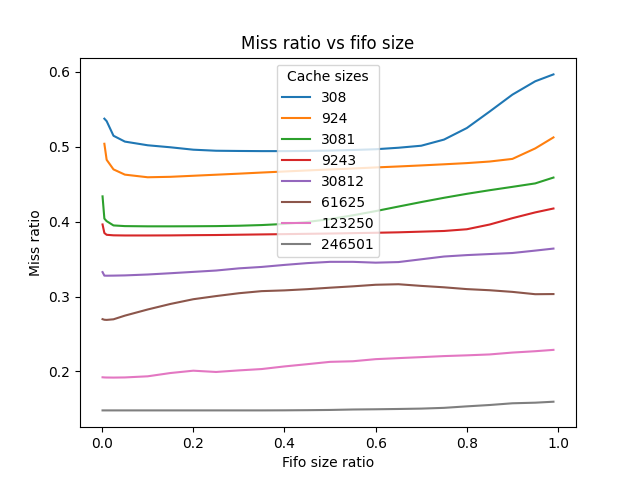 Miss ratio vs fifo size
Miss ratio
0.6
0.5
0.4
0.3
0.2
Cache sizes
308
924
3081
9243
30812
61625
123250
246501
0.0 0.2 0.4 0.6 0.8 1.0
Fifo size ratio